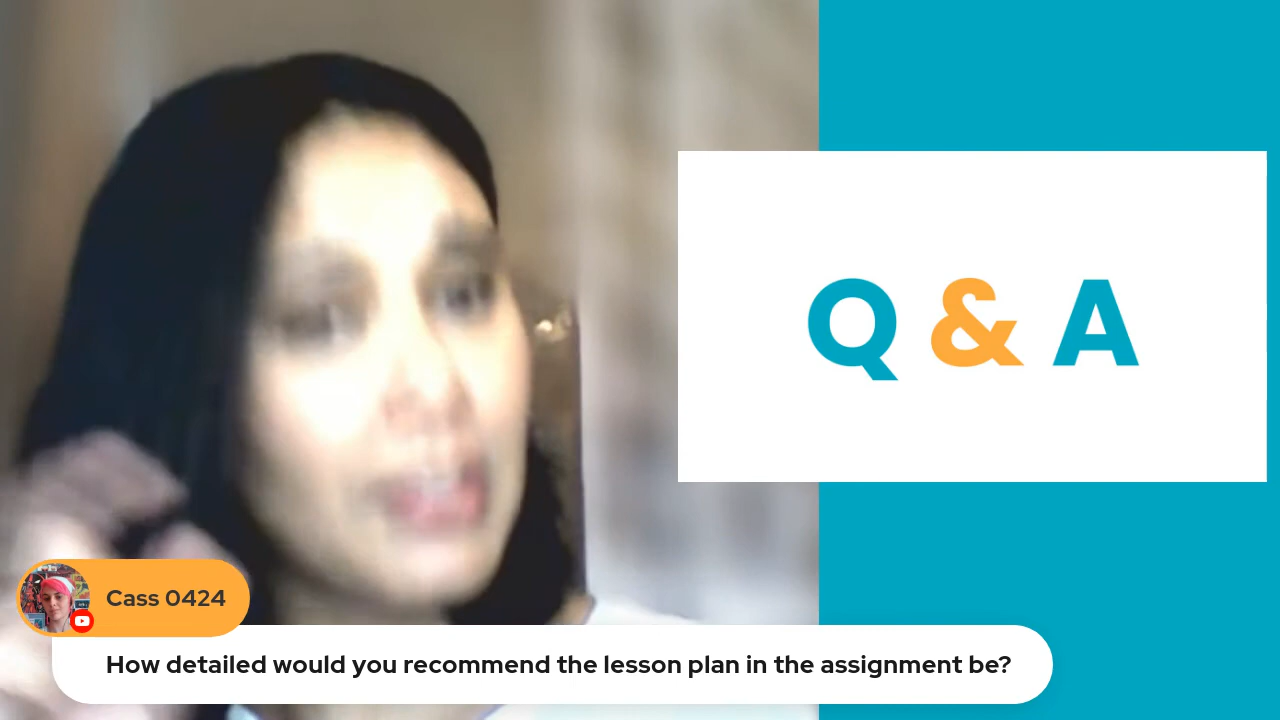 Q & A
Cass 0424
How detailed would you recommend the lesson plan in the assignment be?